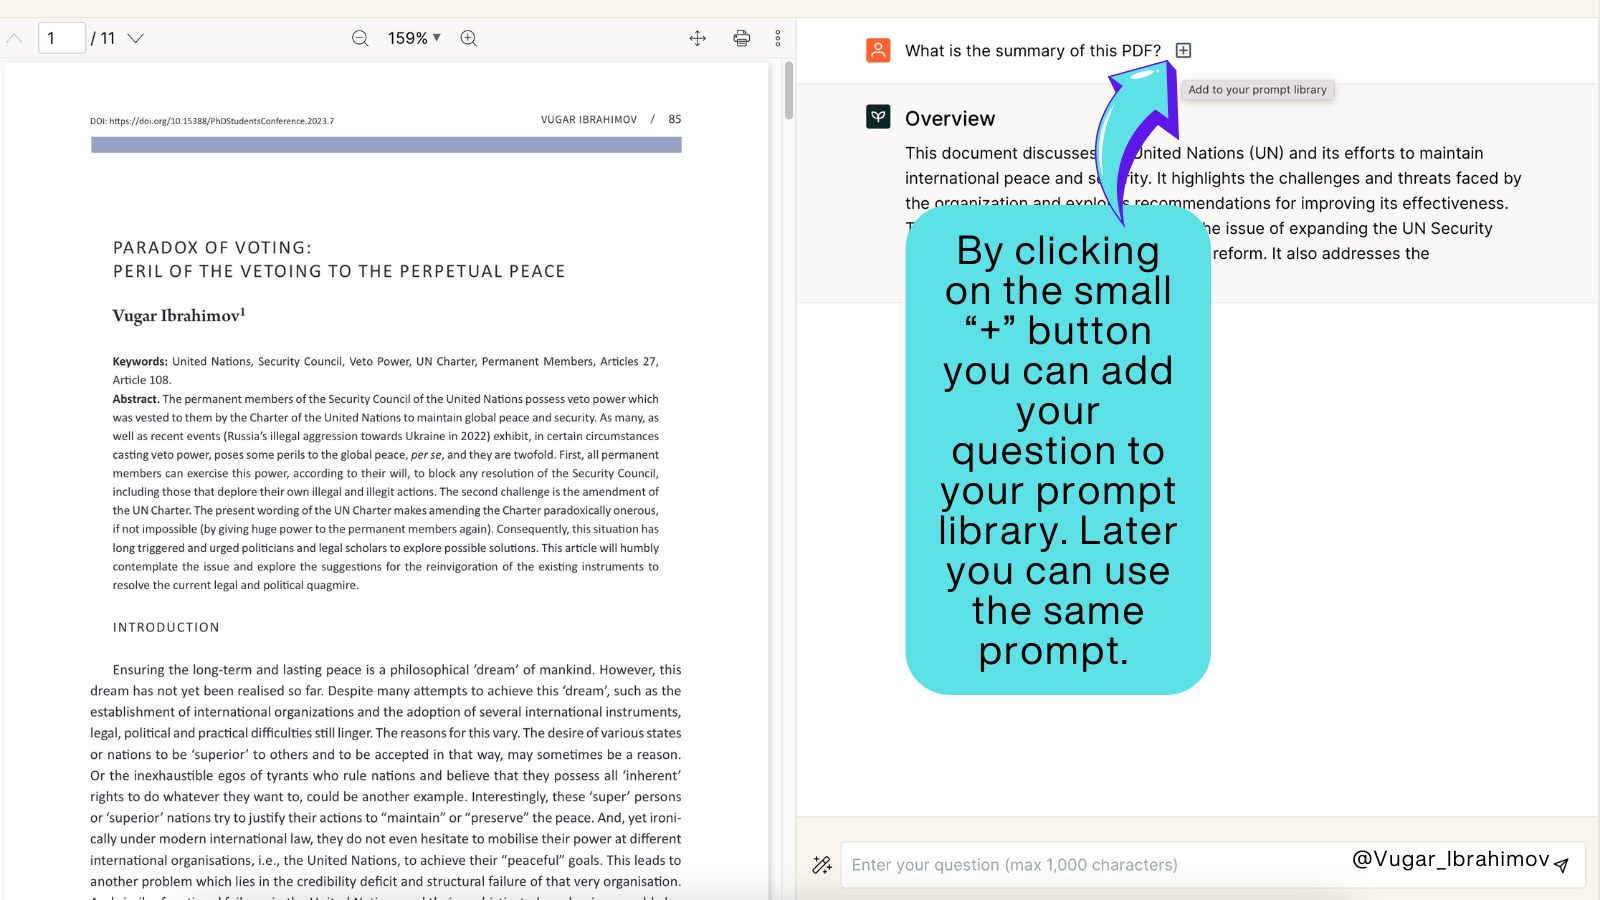 1 / 11
159%
DOI: https://doi.org/10.15388/PhDStudentsConference.2023.7
VUGAR IBRAHIMOV / 85
PARADOX OF VOTING:
PERIL OF THE VETOING TO THE PERPETUAL PEACE
Vugar Ibrahimov¹
Keywords: United Nations, Security Council, Veto Power, UN Charter, Permanent Members, Articles 27,
Article 108.
Abstract. The permanent members of the Security Council of the United Nations possess veto power which
was vested to them by the Charter of the United Nations to maintain global peace and security. As many, as
well as recent events (Russia’s illegal aggression towards Ukraine in 2022) exhibit, in certain circumstances
casting veto power, poses some perils to the global peace, per se, and they are twofold. First, all permanent
members can exercise this power, according to their will, to block any resolution of the Security Council,
including those that deplore their own illegal and illegit actions. The second challenge is the amendment of
the UN Charter. The present wording of the UN Charter makes amending the Charter paradoxically onerous,
if not impossible (by giving huge power to the permanent members again). Consequently, this situation has
long triggered and urged politicians and legal scholars to explore possible solutions. This article will humbly
contemplate the issue and explore the suggestions for the reinvigoration of the existing instruments to
resolve the current legal and political quagmire.
INTRODUCTION
Ensuring the long-term and lasting peace is a philosophical ‘dream’ of mankind. However, this
dream has not yet been realised so far. Despite many attempts to achieve this ‘dream’, such as the
establishment of international organizations and the adoption of several international instruments,
legal, political and practical difficulties still linger. The reasons for this vary. The desire of various states
or nations to be ‘superior’ to others and to be accepted in that way, may sometimes be a reason.
Or the inexhaustible egos of tyrants who rule nations and believe that they possess all ‘inherent’
rights to do whatever they want to, could be another example. Interestingly, these ‘super’ persons
or ‘superior’ nations try to justify their actions to “maintain” or “preserve” the peace. And, yet ironi-
cally under modern international law, they do not even hesitate to mobilise their power at different
international organisations, i.e., the United Nations, to achieve their “peaceful” goals. This leads to
another problem which lies in the credibility deficit and structural failure of that very organisation.
What is the summary of this PDF?
Add to your prompt library
Overview
This document discusses United Nations (UN) and its efforts to maintain
international peace and security. It highlights the challenges and threats faced by
the organization and explores recommendations for improving its effectiveness.
the issue of expanding the UN Security
reform. It also addresses the
By clicking
on the small
“+” button
you can add
your
question to
your prompt
library. Later
you can use
the same
prompt.
Enter your question (max 1,000 characters)
@Vugar_Ibrahimov